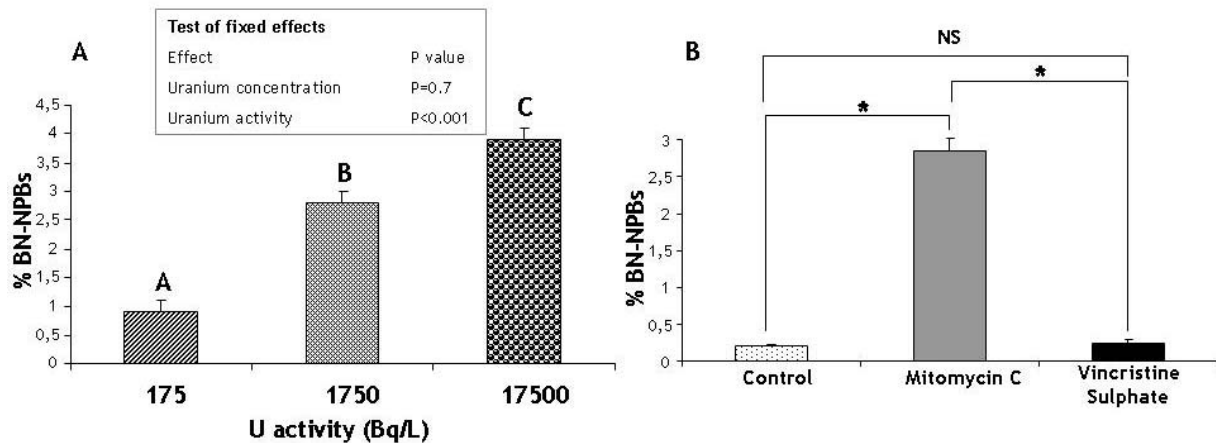 A
Test of fixed effects
Effect P value
Uranium concentration P=0.7
Uranium activity P<0.001
% BN-NPBs
4,5
4
3,5
3
2,5
2
1,5
1
0,5
0
A
B
C
175 1750 17500
U activity (Bq/L)
B
NS
*
*
% BN-NPBs
3
2,5
2
1,5
1
0,5
0
Control Mitomycin C Vincristine
Sulphate